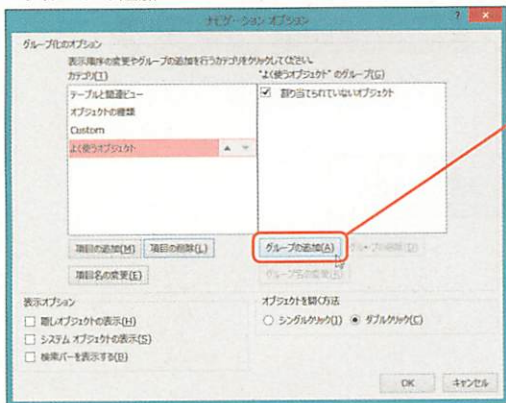 ナビゲーション オプション
?
×
グループ化のオプション
表示順序の変更やグループの追加を行うカテゴリをクリックしてください。
カテゴリ(T)
"よく使うオブジェクト" のグループ(G)
テーブルと関連ビュー
オブジェクトの種類
Custom
よく使うオブジェクト
割り当てられていないオブジェクト
項目の追加(M)
項目の削除(L)
グループの追加(A)
グループの削除(D)
項目名の変更(E)
グループ名の変更(R)
表示オプション
オブジェクトを開く方法
隠しオブジェクトの表示(H)
シングルクリック(I)
ダブルクリック(C)
システム オブジェクトの表示(S)
検索バーを表示する(B)
OK
キャンセル